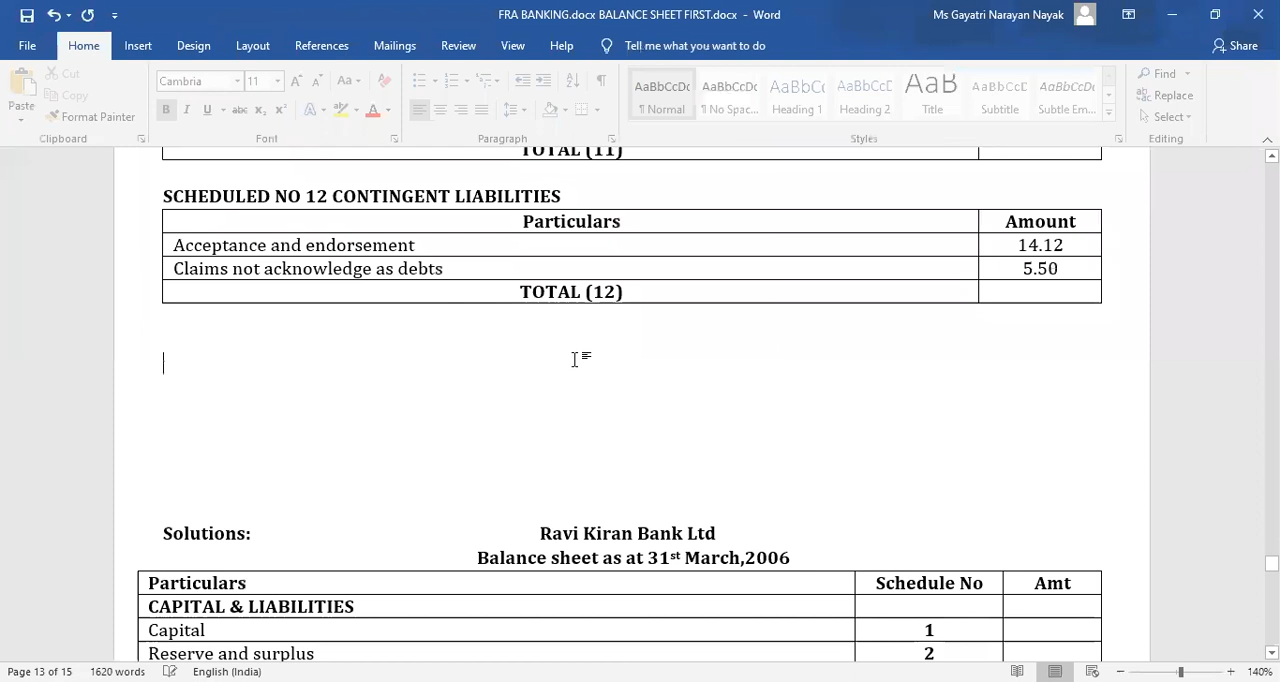 FRA BANKING.docx BALANCE SHEET FIRST.docx - Word
Ms Gayatri Narayan Nayak
File Home Insert Design Layout References Mailings Review View Help Tell me what you want to do Share
Paste
Cut
Copy
Format Painter
Clipboard
Cambria 11
Aa
B I U abc X₂ X²
Font
Paragraph
AaBbCcDc AaBbCcDc AaBbCc AaBbCcD AaB AaBbCcD AaBbCcDc
¶ Normal ¶ No Spac... Heading 1 Heading 2 Title Subtitle Subtle Em...
Styles
Find
Replace
Select
Editing
TOTAL (11)
SCHEDULED NO 12 CONTINGENT LIABILITIES
Particulars Amount
Acceptance and endorsement 14.12
Claims not acknowledge as debts 5.50
TOTAL (12)
Solutions: Ravi Kiran Bank Ltd
Balance sheet as at 31st March,2006
Particulars Schedule No Amt
CAPITAL & LIABILITIES
Capital 1
Reserve and surplus 2
Page 13 of 15 1620 words English (India) 140%